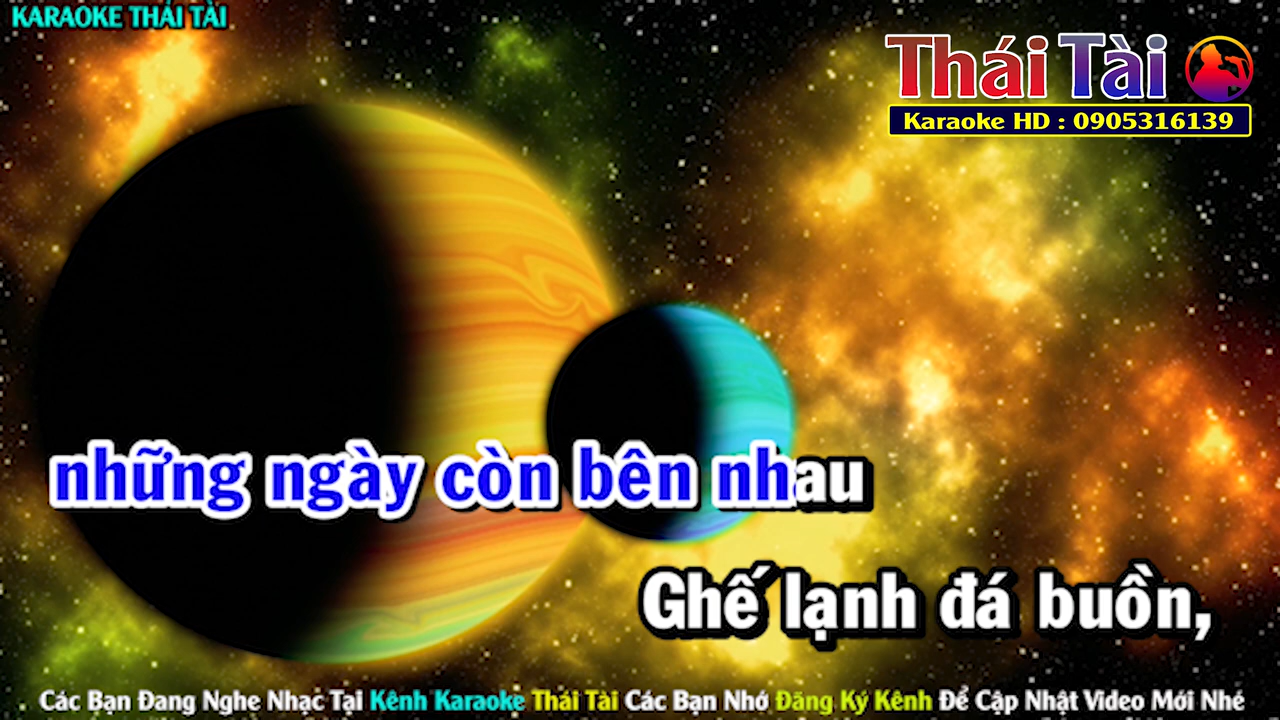 KARAOKE THÁI TÀI
Thái Tài
Karaoke HD : 0905316139
những ngày còn bên nhau
Ghế lạnh đá buồn,
Các Bạn Đang Nghe Nhạc Tại Kênh Karaoke Thái Tài Các Bạn Nhớ Đăng Ký Kênh Để Cập Nhật Video Mới Nhé